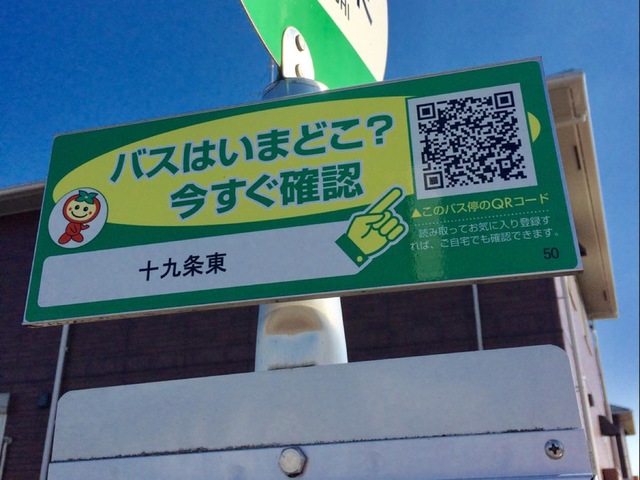 バスはいまどこ?
今すぐ確認
▲このバス停のQRコード
読み取ってお気に入り登録す
れば、ご自宅でも確認できます。
十九条東
50